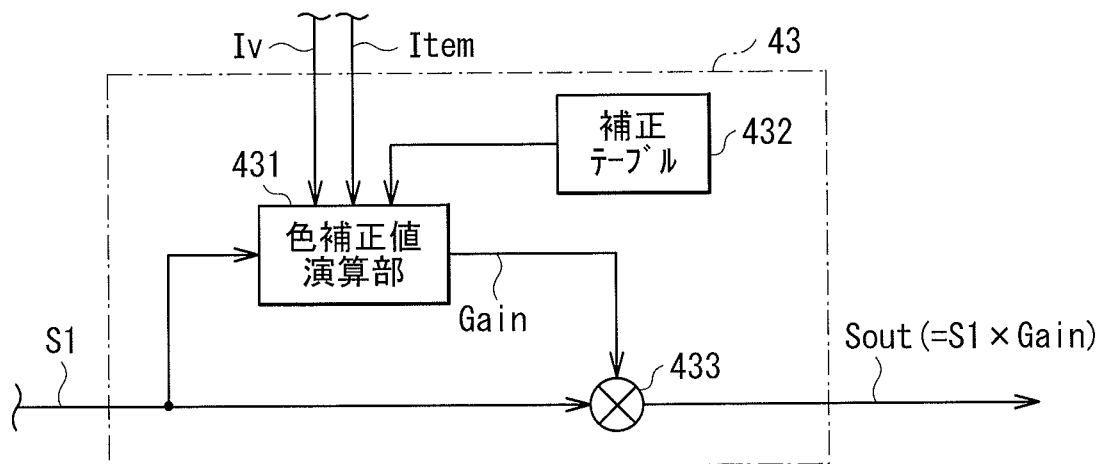 Iv
Item
43
補正
テーブル
432
431
色補正値
演算部
Gain
S1
433
Sout(=S1×Gain)